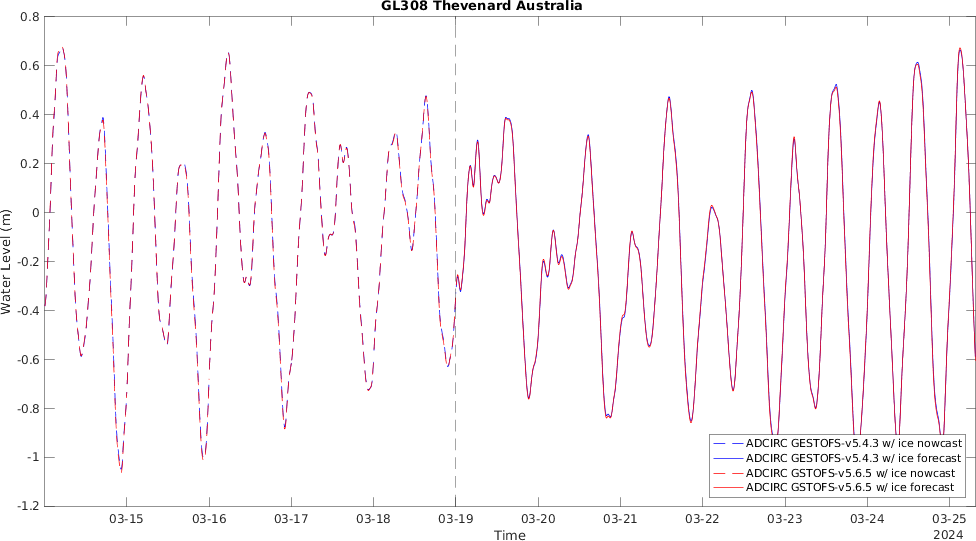 GL308 Thevenard Australia
0.8
0.6
0.4
0.2
0
-0.2
-0.4
-0.6
-0.8
-1
-1.2
Water Level (m)
03-15 03-16 03-17 03-18 03-19 03-20 03-21 03-22 03-23 03-24 03-25
Time
2024
ADCIRC GESTOFS-v5.4.3 w/ ice nowcast
ADCIRC GESTOFS-v5.4.3 w/ ice forecast
ADCIRC GSTOFS-v5.6.5 w/ ice nowcast
ADCIRC GSTOFS-v5.6.5 w/ ice forecast